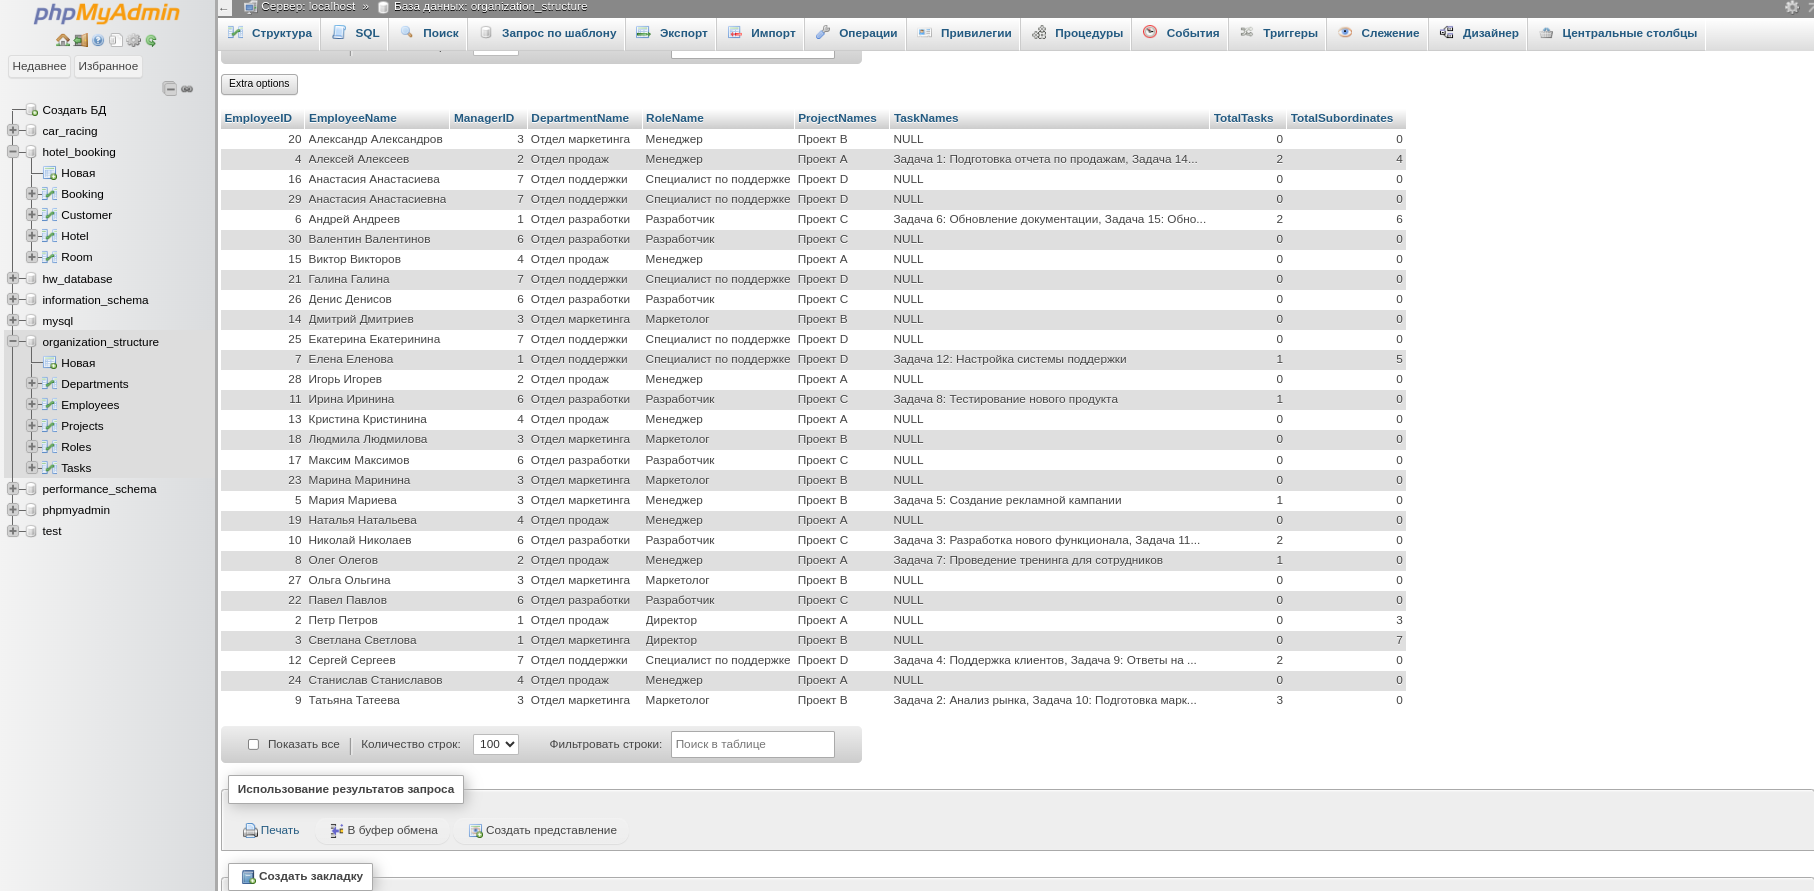 phpMyAdmin
Недавнее Избранное
Создать БД
car_racing
hotel_booking
Новая
Booking
Customer
Hotel
Room
hw_database
information_schema
mysql
organization_structure
Новая
Departments
Employees
Projects
Roles
Tasks
performance_schema
phpmyadmin
test
← Сервер: localhost » База данных: organization_structure
Структура SQL Поиск Запрос по шаблону Экспорт Импорт Операции Привилегии Процедуры События Триггеры Слежение Дизайнер Центральные столбцы
Extra options
EmployeeID EmployeeName ManagerID DepartmentName RoleName ProjectNames TaskNames TotalTasks TotalSubordinates
20 Александр Александров 3 Отдел маркетинга Менеджер Проект B NULL 0 0
4 Алексей Алексеев 2 Отдел продаж Менеджер Проект A Задача 1: Подготовка отчета по продажам, Задача 14... 2 4
16 Анастасия Анастасиева 7 Отдел поддержки Специалист по поддержке Проект D NULL 0 0
29 Анастасия Анастасиевна 7 Отдел поддержки Специалист по поддержке Проект D NULL 0 0
6 Андрей Андреев 1 Отдел разработки Разработчик Проект C Задача 6: Обновление документации, Задача 15: Обно... 2 6
30 Валентин Валентинов 6 Отдел разработки Разработчик Проект C NULL 0 0
15 Виктор Викторов 4 Отдел продаж Менеджер Проект A NULL 0 0
21 Галина Галина 7 Отдел поддержки Специалист по поддержке Проект D NULL 0 0
26 Денис Денисов 6 Отдел разработки Разработчик Проект C NULL 0 0
14 Дмитрий Дмитриев 3 Отдел маркетинга Маркетолог Проект B NULL 0 0
25 Екатерина Екатеринина 7 Отдел поддержки Специалист по поддержке Проект D NULL 0 0
7 Елена Еленова 1 Отдел поддержки Специалист по поддержке Проект D Задача 12: Настройка системы поддержки 1 5
28 Игорь Игорев 2 Отдел продаж Менеджер Проект A NULL 0 0
11 Ирина Иринина 6 Отдел разработки Разработчик Проект C Задача 8: Тестирование нового продукта 1 0
13 Кристина Кристинина 4 Отдел продаж Менеджер Проект A NULL 0 0
18 Людмила Людмилова 3 Отдел маркетинга Маркетолог Проект B NULL 0 0
17 Максим Максимов 6 Отдел разработки Разработчик Проект C NULL 0 0
23 Марина Маринина 3 Отдел маркетинга Маркетолог Проект B NULL 0 0
5 Мария Мариева 3 Отдел маркетинга Менеджер Проект B Задача 5: Создание рекламной кампании 1 0
19 Наталья Натальева 4 Отдел продаж Менеджер Проект A NULL 0 0
10 Николай Николаев 6 Отдел разработки Разработчик Проект C Задача 3: Разработка нового функционала, Задача 11... 2 0
8 Олег Олегов 2 Отдел продаж Менеджер Проект A Задача 7: Проведение тренинга для сотрудников 1 0
27 Ольга Ольгина 3 Отдел маркетинга Маркетолог Проект B NULL 0 0
22 Павел Павлов 6 Отдел разработки Разработчик Проект C NULL 0 0
2 Петр Петров 1 Отдел продаж Директор Проект A NULL 0 3
3 Светлана Светлова 1 Отдел маркетинга Директор Проект B NULL 0 7
12 Сергей Сергеев 7 Отдел поддержки Специалист по поддержке Проект D Задача 4: Поддержка клиентов, Задача 9: Ответы на ... 2 0
24 Станислав Станиславов 4 Отдел продаж Менеджер Проект A NULL 0 0
9 Татьяна Татеева 3 Отдел маркетинга Маркетолог Проект B Задача 2: Анализ рынка, Задача 10: Подготовка марк... 3 0
Показать все Количество строк: 100 Фильтровать строки: Поиск в таблице
Использование результатов запроса
Печать В буфер обмена Создать представление
Создать закладку